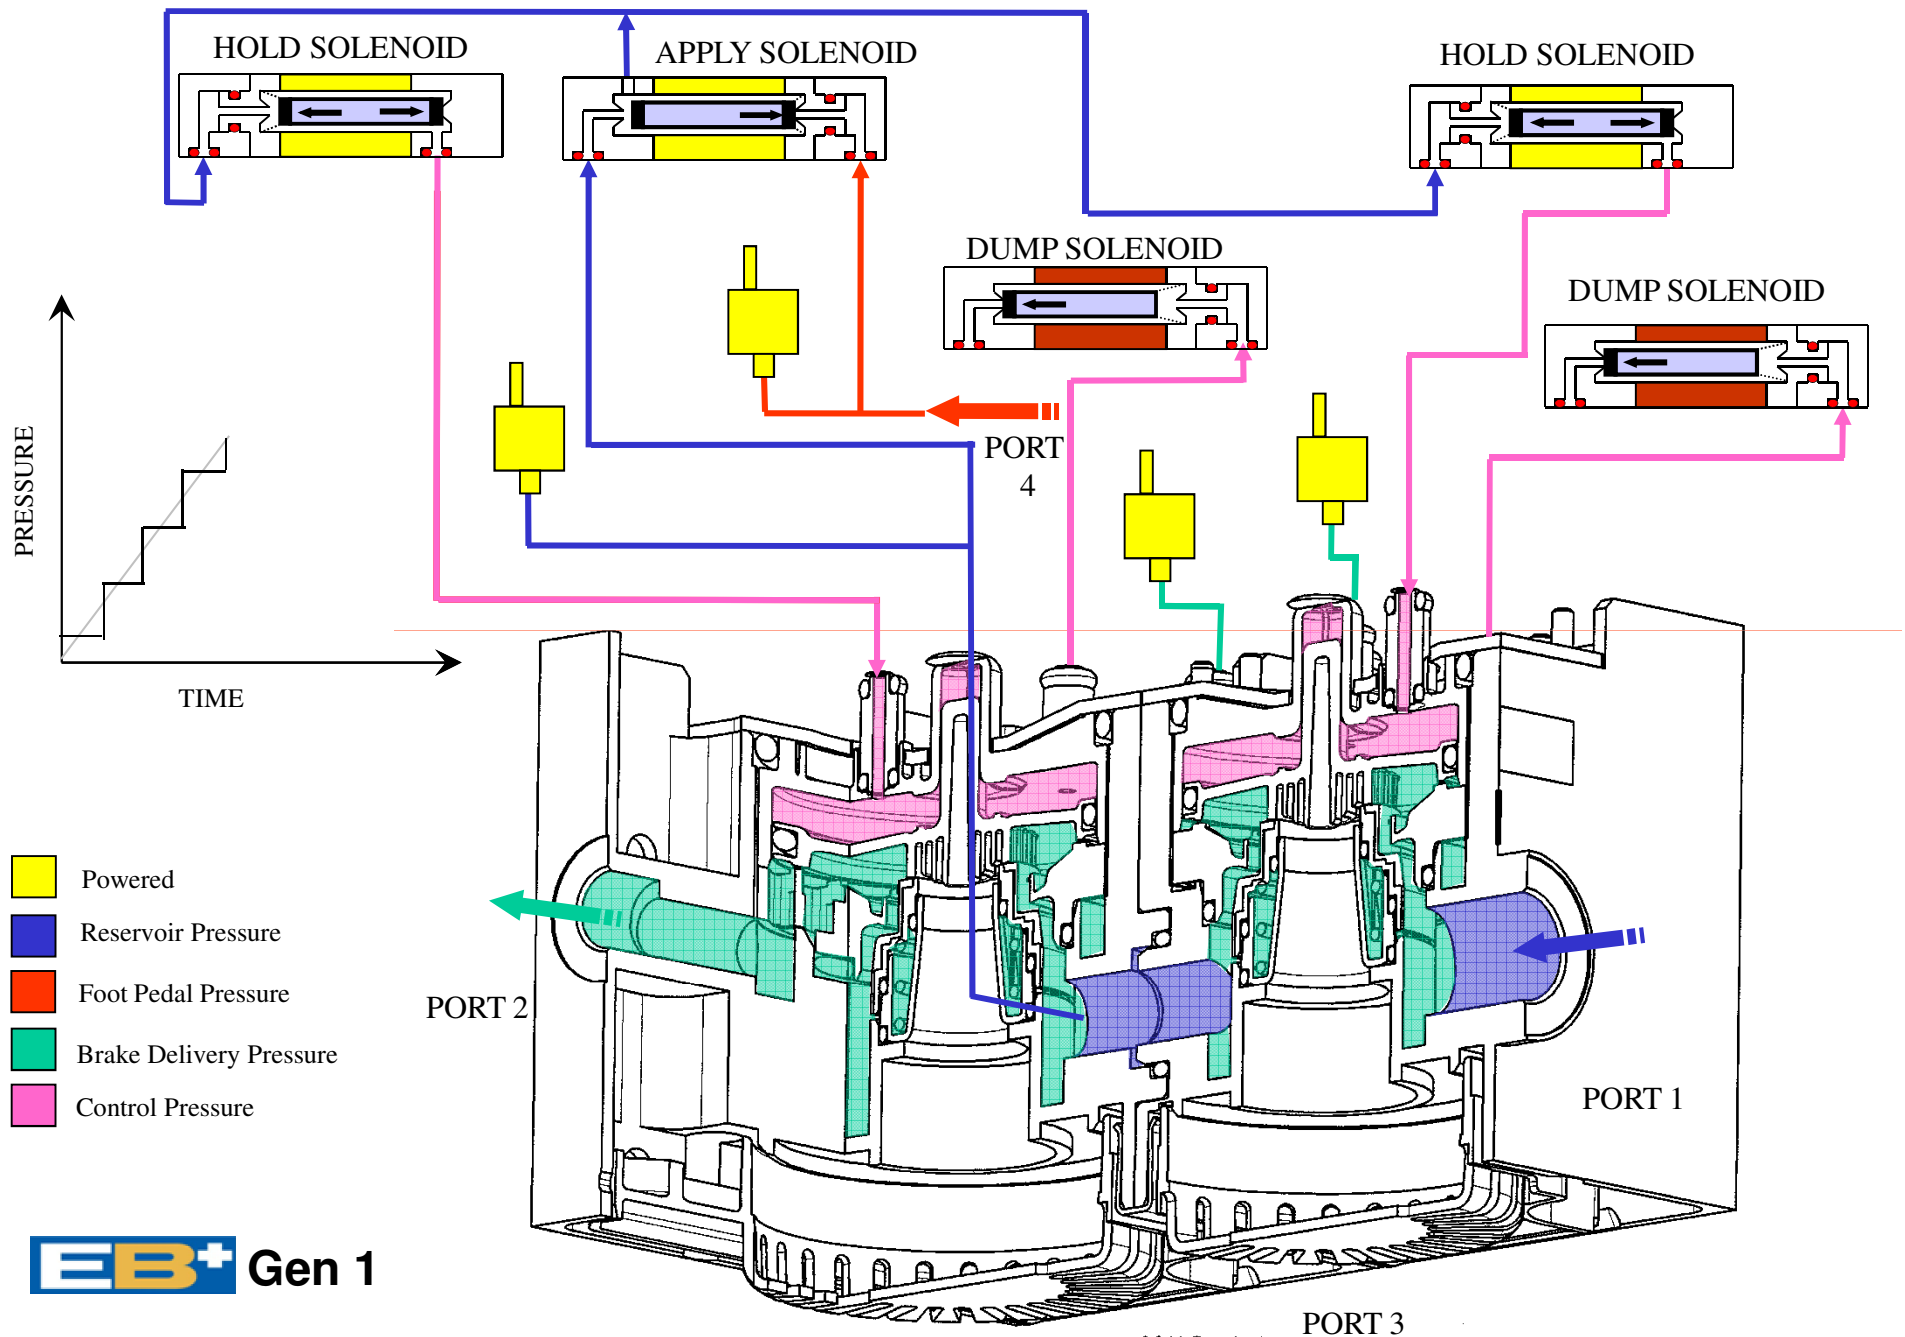 HOLD SOLENOID
APPLY SOLENOID
HOLD SOLENOID
DUMP SOLENOID
DUMP SOLENOID
PORT
4
PRESSURE
TIME
Powered
Reservoir Pressure
Foot Pedal Pressure
Brake Delivery Pressure
Control Pressure
PORT 2
PORT 1
EB+ Gen 1
PORT 3